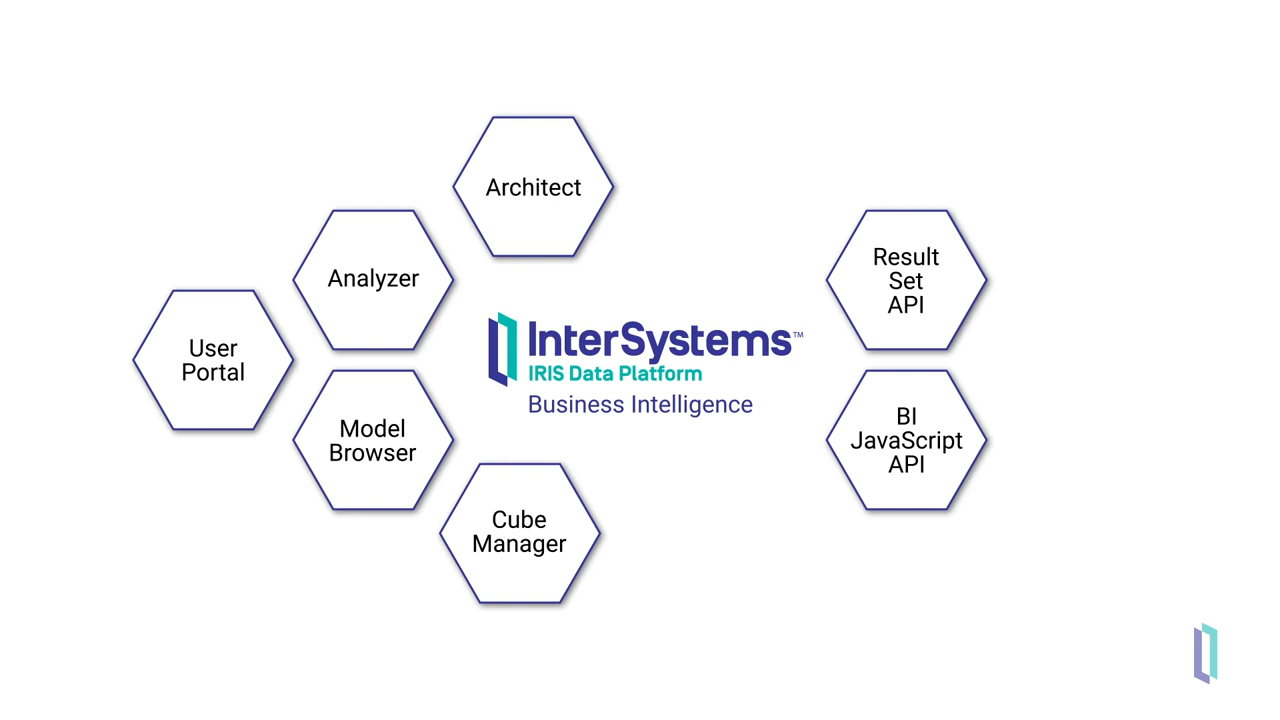 Architect
Analyzer
Result
Set
API
User
Portal
InterSystems™
IRIS Data Platform
Business Intelligence
Model
Browser
BI
JavaScript
API
Cube
Manager